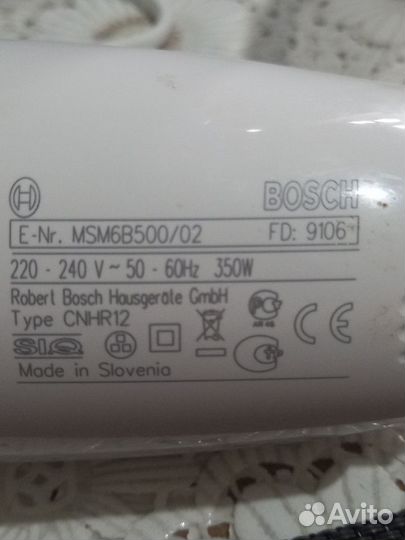 BOSCH
E-Nr. MSM6B500/02 FD: 9106
220 - 240 V ~ 50 - 60Hz 350W
Robert Bosch Hausgeräte GmbH
Type CNHR12
SIQ
Made in Slovenia
Avito